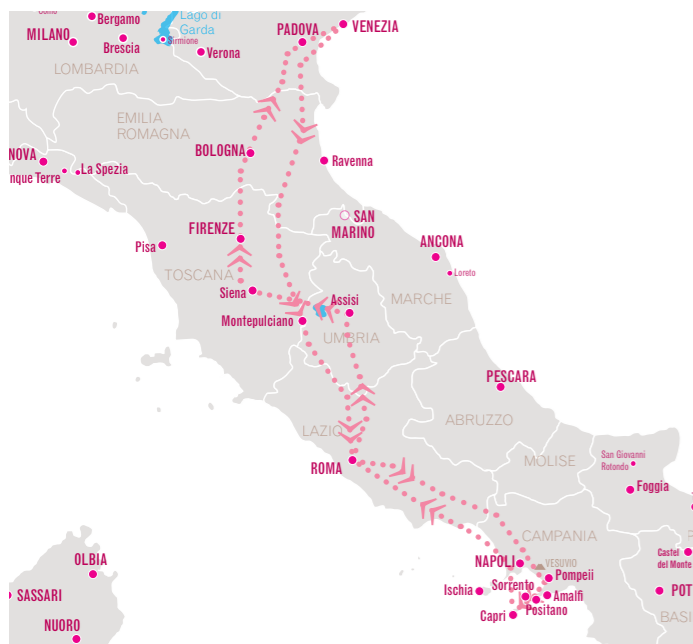 Lago di
Garda
Bergamo
MILANO
Brescia
Sirmione
Verona
PADOVA
VENEZIA
LOMBARDIA
EMILIA
ROMAGNA
BOLOGNA
Ravenna
NOVA
nque Terre
La Spezia
SAN
MARINO
FIRENZE
Pisa
ANCONA
Loreto
TOSCANA
MARCHE
Siena
Assisi
Montepulciano
UMBRIA
PESCARA
ABRUZZO
LAZIO
MOLISE
ROMA
San Giovanni
Rotondo
Foggia
CAMPANIA
P
Castel
del Monte
NAPOLI
VESUVIO
Pompeii
Sorrento
Ischia
Amalfi
Positano
Capri
POT
BASI
OLBIA
SASSARI
NUORO